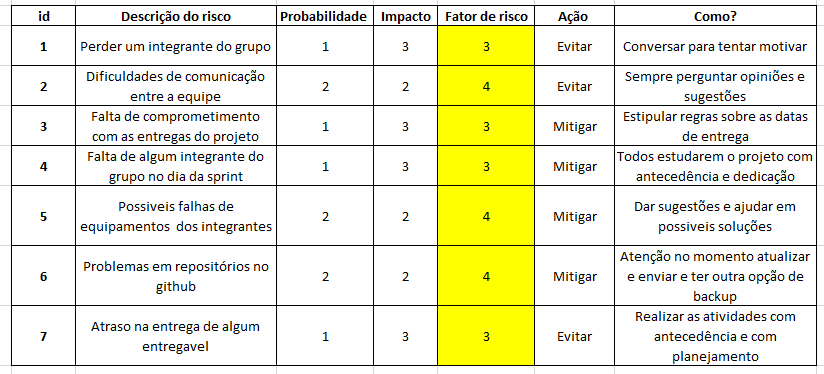 id Descrição do risco Probabilidade Impacto Fator de risco Ação Como?
1 Perder um integrante do grupo 1 3 3 Evitar Conversar para tentar motivar
2 Dificuldades de comunicação
entre a equipe 2 2 4 Evitar Sempre perguntar opiniões e
sugestões
3 Falta de comprometimento
com as entregas do projeto 1 3 3 Mitigar Estipular regras sobre as datas
de entrega
4 Falta de algum integrante do
grupo no dia da sprint 1 3 3 Mitigar Todos estudarem o projeto com
antecedência e dedicação
5 Possiveis falhas de
equipamentos dos integrantes 2 2 4 Mitigar Dar sugestões e ajudar em
possiveis soluções
6 Problemas em repositórios no
github 2 2 4 Mitigar Atenção no momento atualizar
e enviar e ter outra opção de
backup
7 Atraso na entrega de algum
entregavel 1 3 3 Evitar Realizar as atividades com
antecedência e com
planejamento